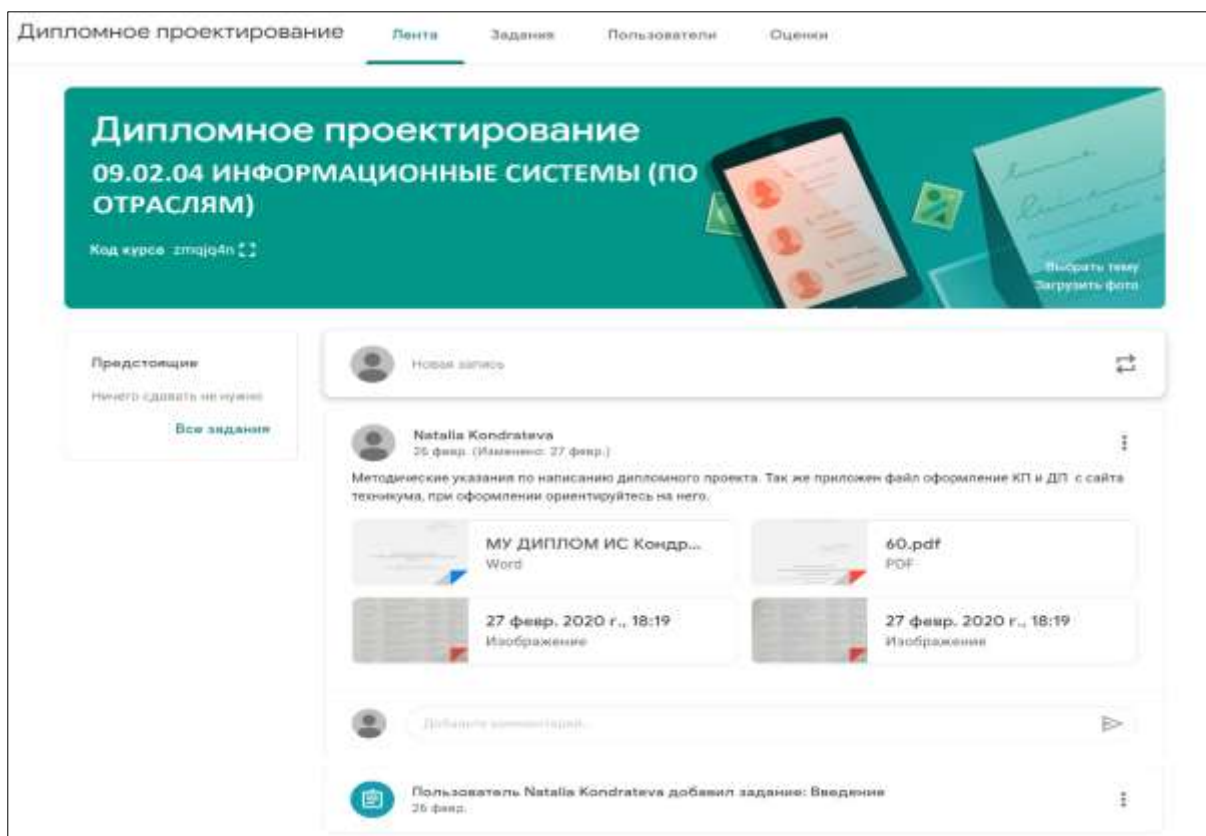 Дипломное проектирование
Лента
Задания
Пользователи
Оценки
Дипломное проектирование
09.02.04 ИНФОРМАЦИОННЫЕ СИСТЕМЫ (ПО
ОТРАСЛЯМ)
Код курса zmqjq4n
Выбрать тему
Загрузить фото
Предстоящие
Ничего сдавать не нужно
Все задания
Новая запись
Natalia Kondrateva
26 февр. (Изменено: 27 февр.)
Методические указания по написанию дипломного проекта. Так же приложен файл оформление КП и ДП с сайта
техникума, при оформлении ориентируйтесь на него.
МУ ДИПЛОМ ИС Кондр...
Word
60.pdf
PDF
27 февр. 2020 г., 18:19
Изображение
27 февр. 2020 г., 18:19
Изображение
Добавьте комментарий...
Пользователь Natalia Kondrateva добавил задание: Введение
26 февр.